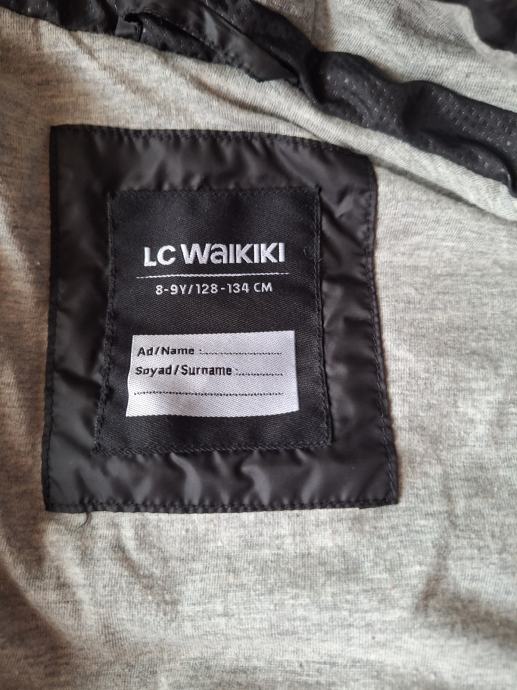 LC WAIKIKI
8-9Y/128-134 CM
Ad/Name :....................
Soyad/Surname :............
.......................................